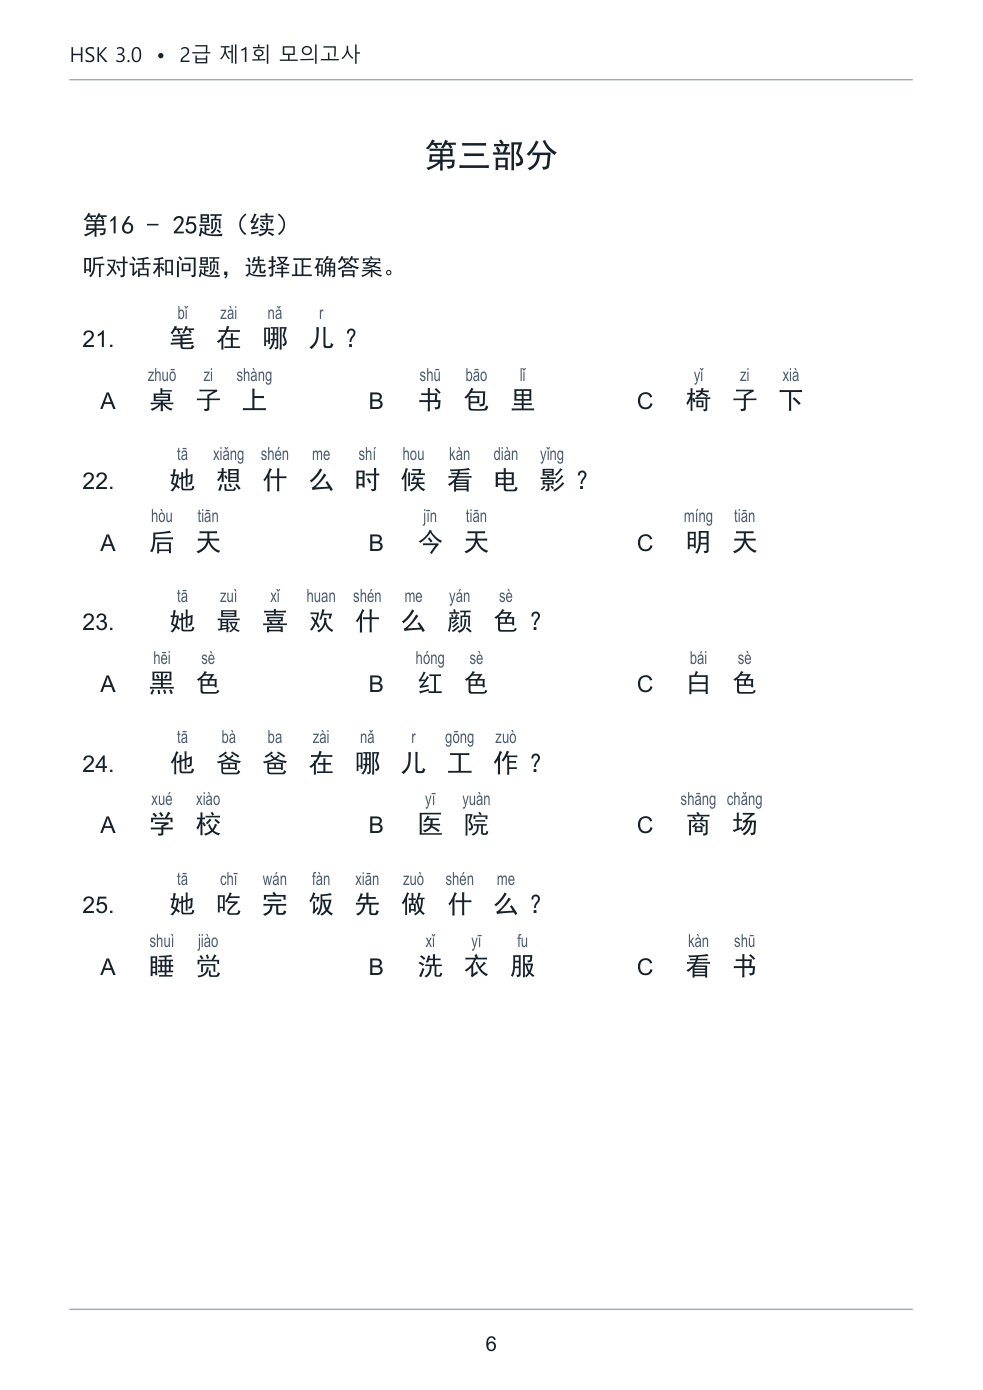 HSK 3.0 • 2급 제1회 모의고사
第三部分
第16 – 25题（续）
听对话和问题，选择正确答案。
bǐ zài nǎ r
21. 笔在哪儿？
zhuō zi shàng shū bāo lǐ yǐ zi xià
A 桌子上 B 书包里 C 椅子下
tā xiǎng shén me shí hou kàn diàn yǐng
22. 她想什么时候看电影？
hòu tiān jīn tiān míng tiān
A 后天 B 今天 C 明天
tā zuì xǐ huan shén me yán sè
23. 她最喜欢什么颜色？
hēi sè hóng sè bái sè
A 黑色 B 红色 C 白色
tā bà ba zài nǎ r gōng zuò
24. 他爸爸在哪儿工作？
xué xiào yī yuàn shāng chǎng
A 学校 B 医院 C 商场
tā chī wán fàn xiān zuò shén me
25. 她吃完饭先做什么？
shuì jiào xǐ yī fu kàn shū
A 睡觉 B 洗衣服 C 看书
6